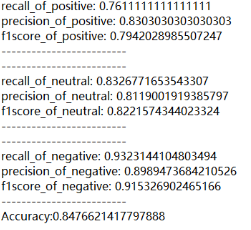 recall_of_positive: 0.7611111111111111
precision_of_positive: 0.8303030303030303
f1score_of_positive: 0.7942028985507247
-------------------------
-------------------------
recall_of_neutral: 0.8326771653543307
precision_of_neutral: 0.8119001919385797
f1score_of_neutral: 0.8221574344023324
-------------------------
-------------------------
recall_of_negative: 0.9323144104803494
precision_of_negative: 0.8989473684210526
f1score_of_negative: 0.915326902465166
-------------------------
Accuracy:0.8476621417797888